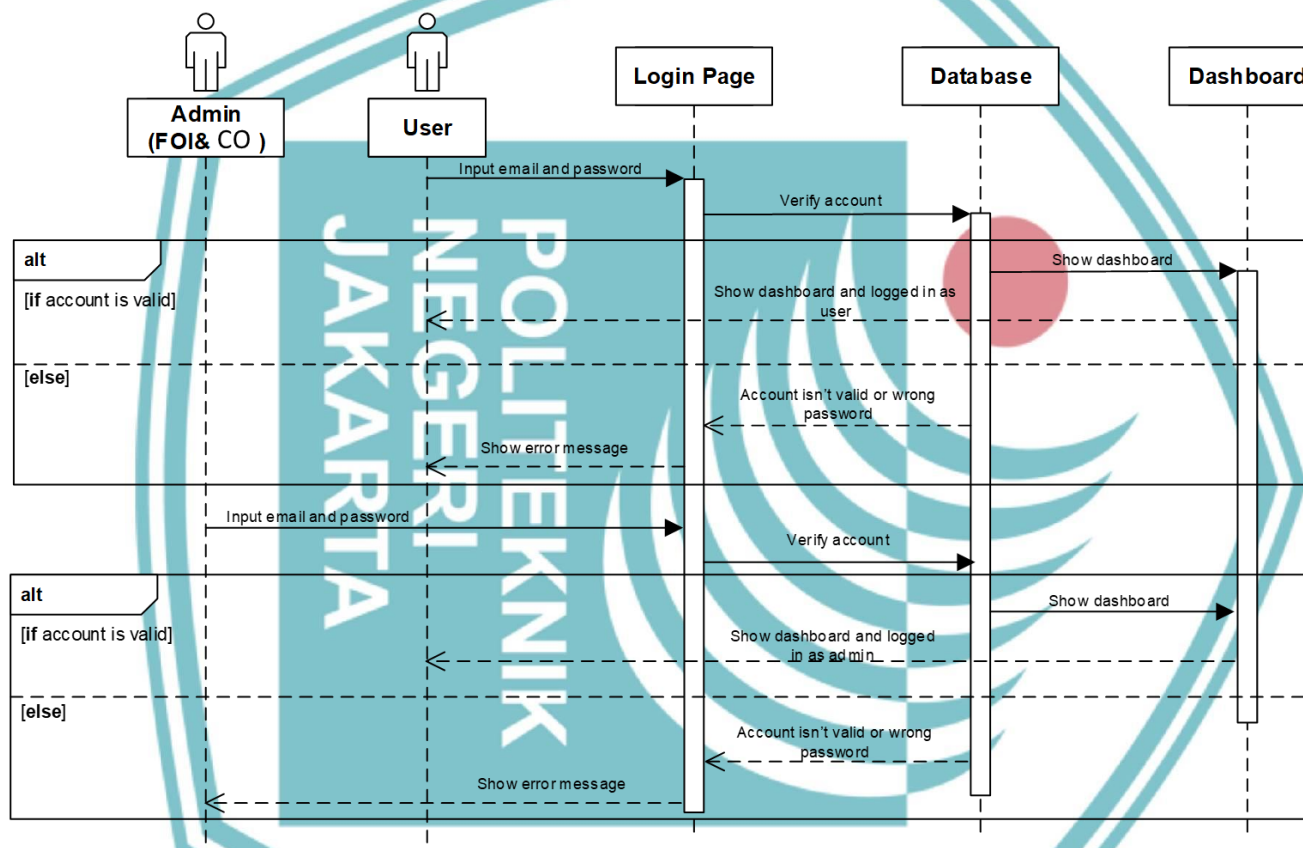 Admin
(FOI& CO )
User
Login Page
Database
Dashboard
Input email and password
Verify account
alt
[if account is valid]
Show dashboard
Show dashboard and logged in as
user
[else]
Account isn't valid or wrong
password
Show error message
Input email and password
Verify account
alt
[if account is valid]
Show dashboard
Show dashboard and logged
in as admin
[else]
Account isn't valid or wrong
password
Show error message
POLITEKNIK
NEGERI
JAKARTA